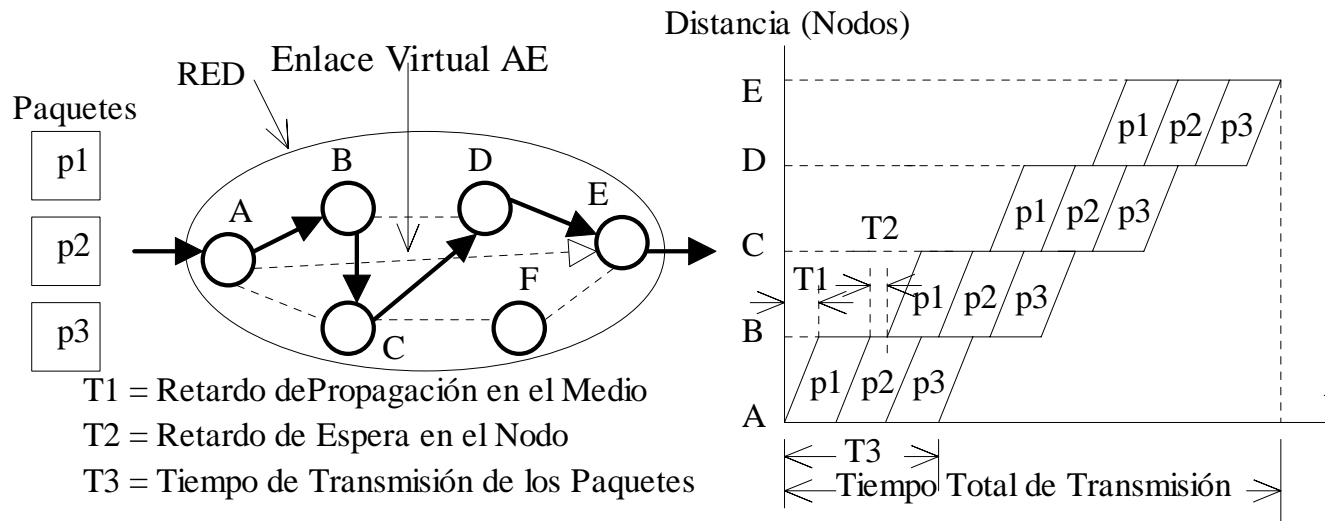 Paquetes
p1
p2
p3
RED
Enlace Virtual AE
A
B
C
D
E
F
T1 = Retardo dePropagación en el Medio
T2 = Retardo de Espera en el Nodo
T3 = Tiempo de Transmisión de los Paquetes
Distancia (Nodos)
E
p1 p2 p3
D
p1 p2 p3
C
T2
T1
p1 p2 p3
B
p1 p2 p3
A
T3
Tiempo Total de Transmisión